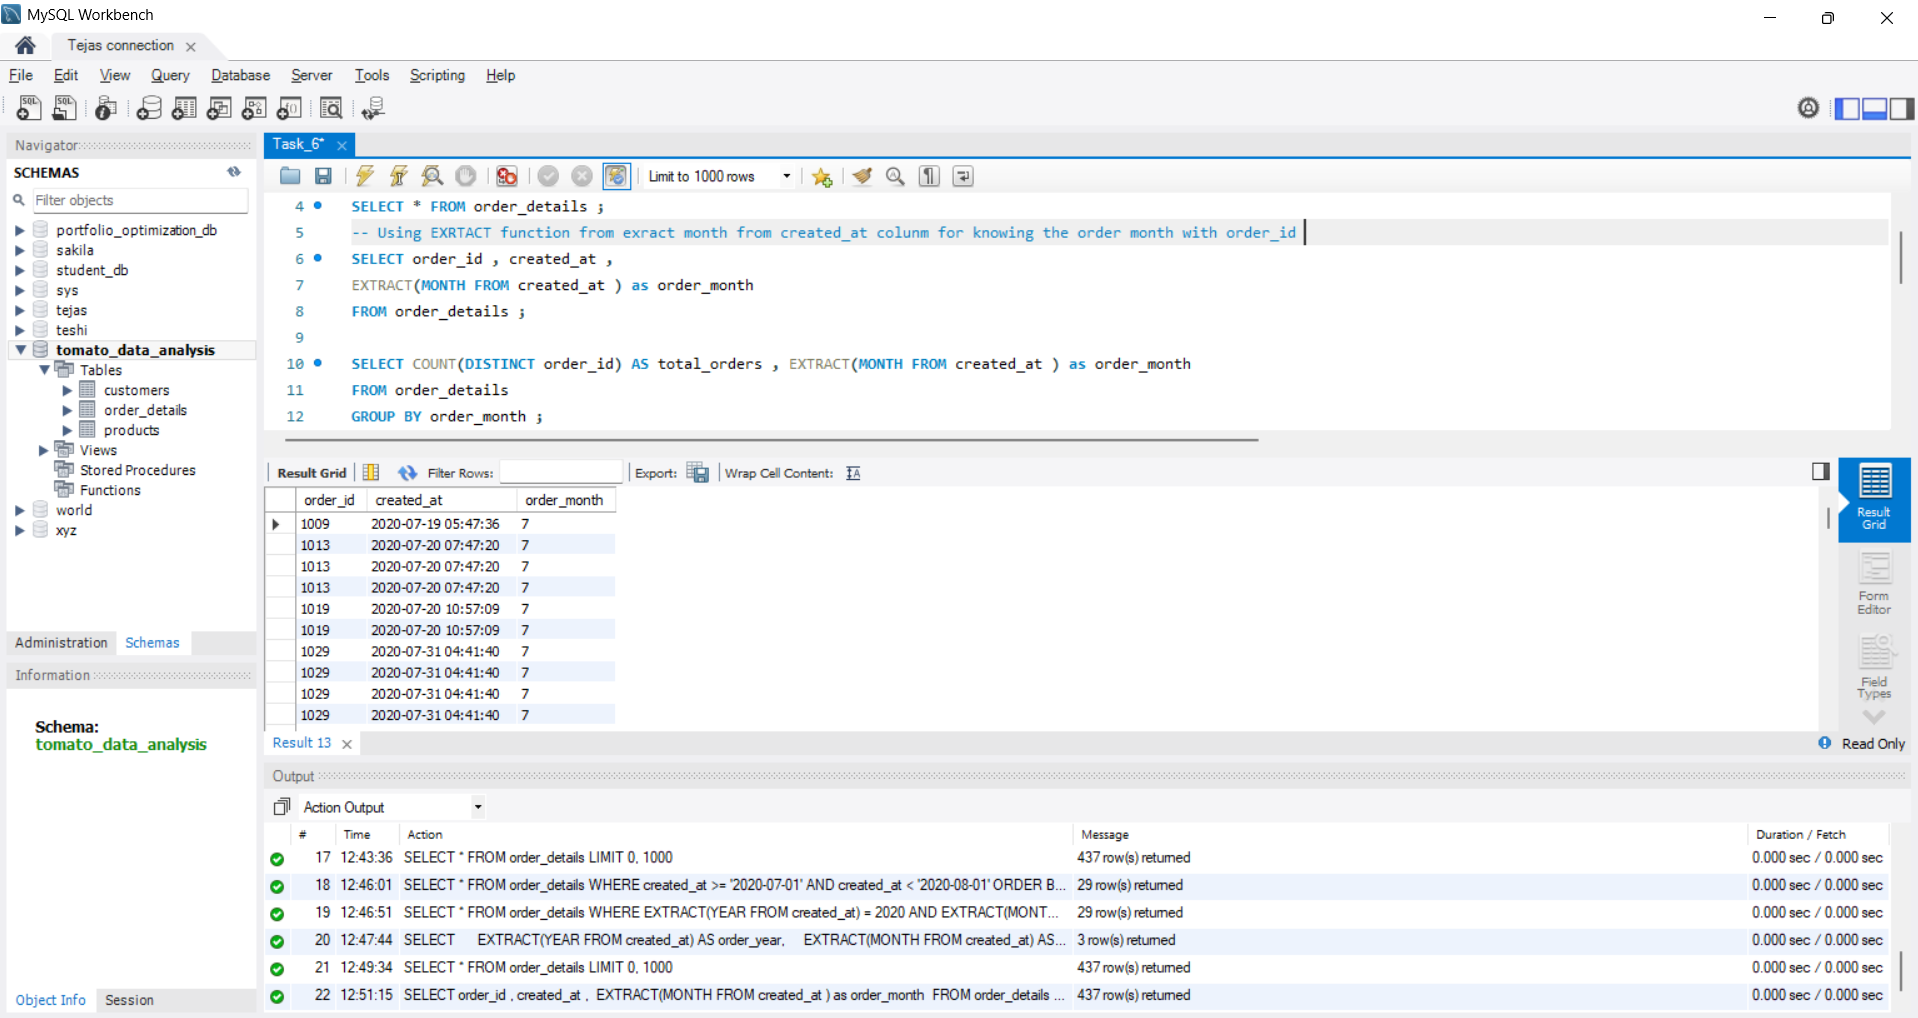 MySQL Workbench
Tejas connection
File Edit View Query Database Server Tools Scripting Help
Navigator
SCHEMAS
Filter objects
portfolio_optimization_db
sakila
student_db
sys
tejas
teshi
tomato_data_analysis
Tables
customers
order_details
products
Views
Stored Procedures
Functions
world
xyz
Administration Schemas
Information
Schema:
tomato_data_analysis
Object Info Session
Task_6*
Limit to 1000 rows
4 SELECT * FROM order_details ;
5 -- Using EXRTACT function from exract month from created_at colunm for knowing the order month with order_id
6 SELECT order_id , created_at ,
7 EXTRACT(MONTH FROM created_at ) as order_month
8 FROM order_details ;
9
10 SELECT COUNT(DISTINCT order_id) AS total_orders , EXTRACT(MONTH FROM created_at ) as order_month
11 FROM order_details
12 GROUP BY order_month ;
Result Grid Filter Rows: Export: Wrap Cell Content:
order_id created_at order_month
1009 2020-07-19 05:47:36 7
1013 2020-07-20 07:47:20 7
1013 2020-07-20 07:47:20 7
1013 2020-07-20 07:47:20 7
1019 2020-07-20 10:57:09 7
1019 2020-07-20 10:57:09 7
1029 2020-07-31 04:41:40 7
1029 2020-07-31 04:41:40 7
1029 2020-07-31 04:41:40 7
1029 2020-07-31 04:41:40 7
Result
Grid
Form
Editor
Field
Types
Result 13
Read Only
Output
Action Output
# Time Action Message Duration / Fetch
17 12:43:36 SELECT * FROM order_details LIMIT 0, 1000 437 row(s) returned 0.000 sec / 0.000 sec
18 12:46:01 SELECT * FROM order_details WHERE created_at >= '2020-07-01' AND created_at < '2020-08-01' ORDER B... 29 row(s) returned 0.000 sec / 0.000 sec
19 12:46:51 SELECT * FROM order_details WHERE EXTRACT(YEAR FROM created_at) = 2020 AND EXTRACT(MONT... 29 row(s) returned 0.000 sec / 0.000 sec
20 12:47:44 SELECT EXTRACT(YEAR FROM created_at) AS order_year, EXTRACT(MONTH FROM created_at) AS... 3 row(s) returned 0.000 sec / 0.000 sec
21 12:49:34 SELECT * FROM order_details LIMIT 0, 1000 437 row(s) returned 0.000 sec / 0.000 sec
22 12:51:15 SELECT order_id , created_at , EXTRACT(MONTH FROM created_at ) as order_month FROM order_details ... 437 row(s) returned 0.000 sec / 0.000 sec